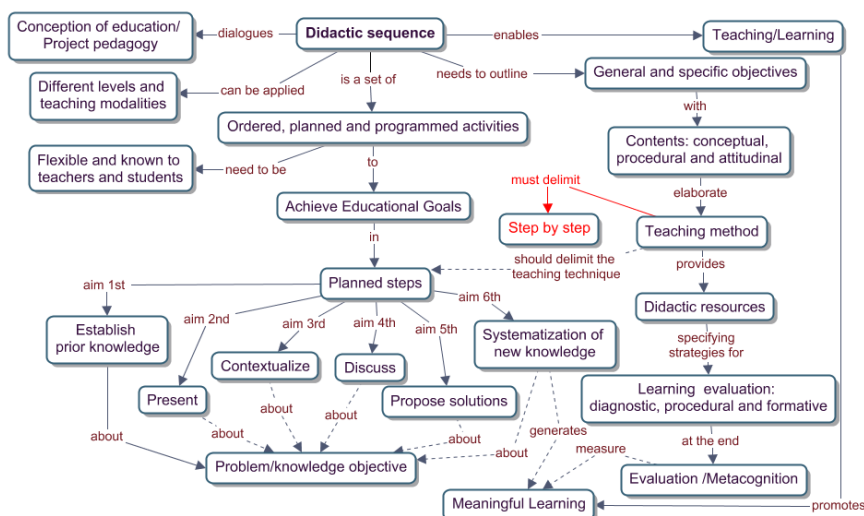 Conception of education/
Project pedagogy
dialogues
Didactic sequence
enables
Teaching/Learning
Different levels and
teaching modalities
can be applied
is a set of
needs to outline
General and specific objectives
with
Ordered, planned and programmed activities
Contents: conceptual,
procedural and attitudinal
Flexible and known to
teachers and students
need to be
to
must delimit
elaborate
Achieve Educational Goals
Step by step
Teaching method
in
should delimit the
teaching technique
provides
Planned steps
aim 1st
aim 2nd
aim 3rd
aim 4th
aim 5th
aim 6th
Didactic resources
Establish
prior knowledge
Systematization of
new knowledge
specifying
strategies for
Contextualize
Discuss
Present
Propose solutions
Learning evaluation:
diagnostic, procedural and formative
about
about
about
about
about
about
generates
at the end
measure
Problem/knowledge objective
Evaluation /Metacognition
Meaningful Learning
promotes